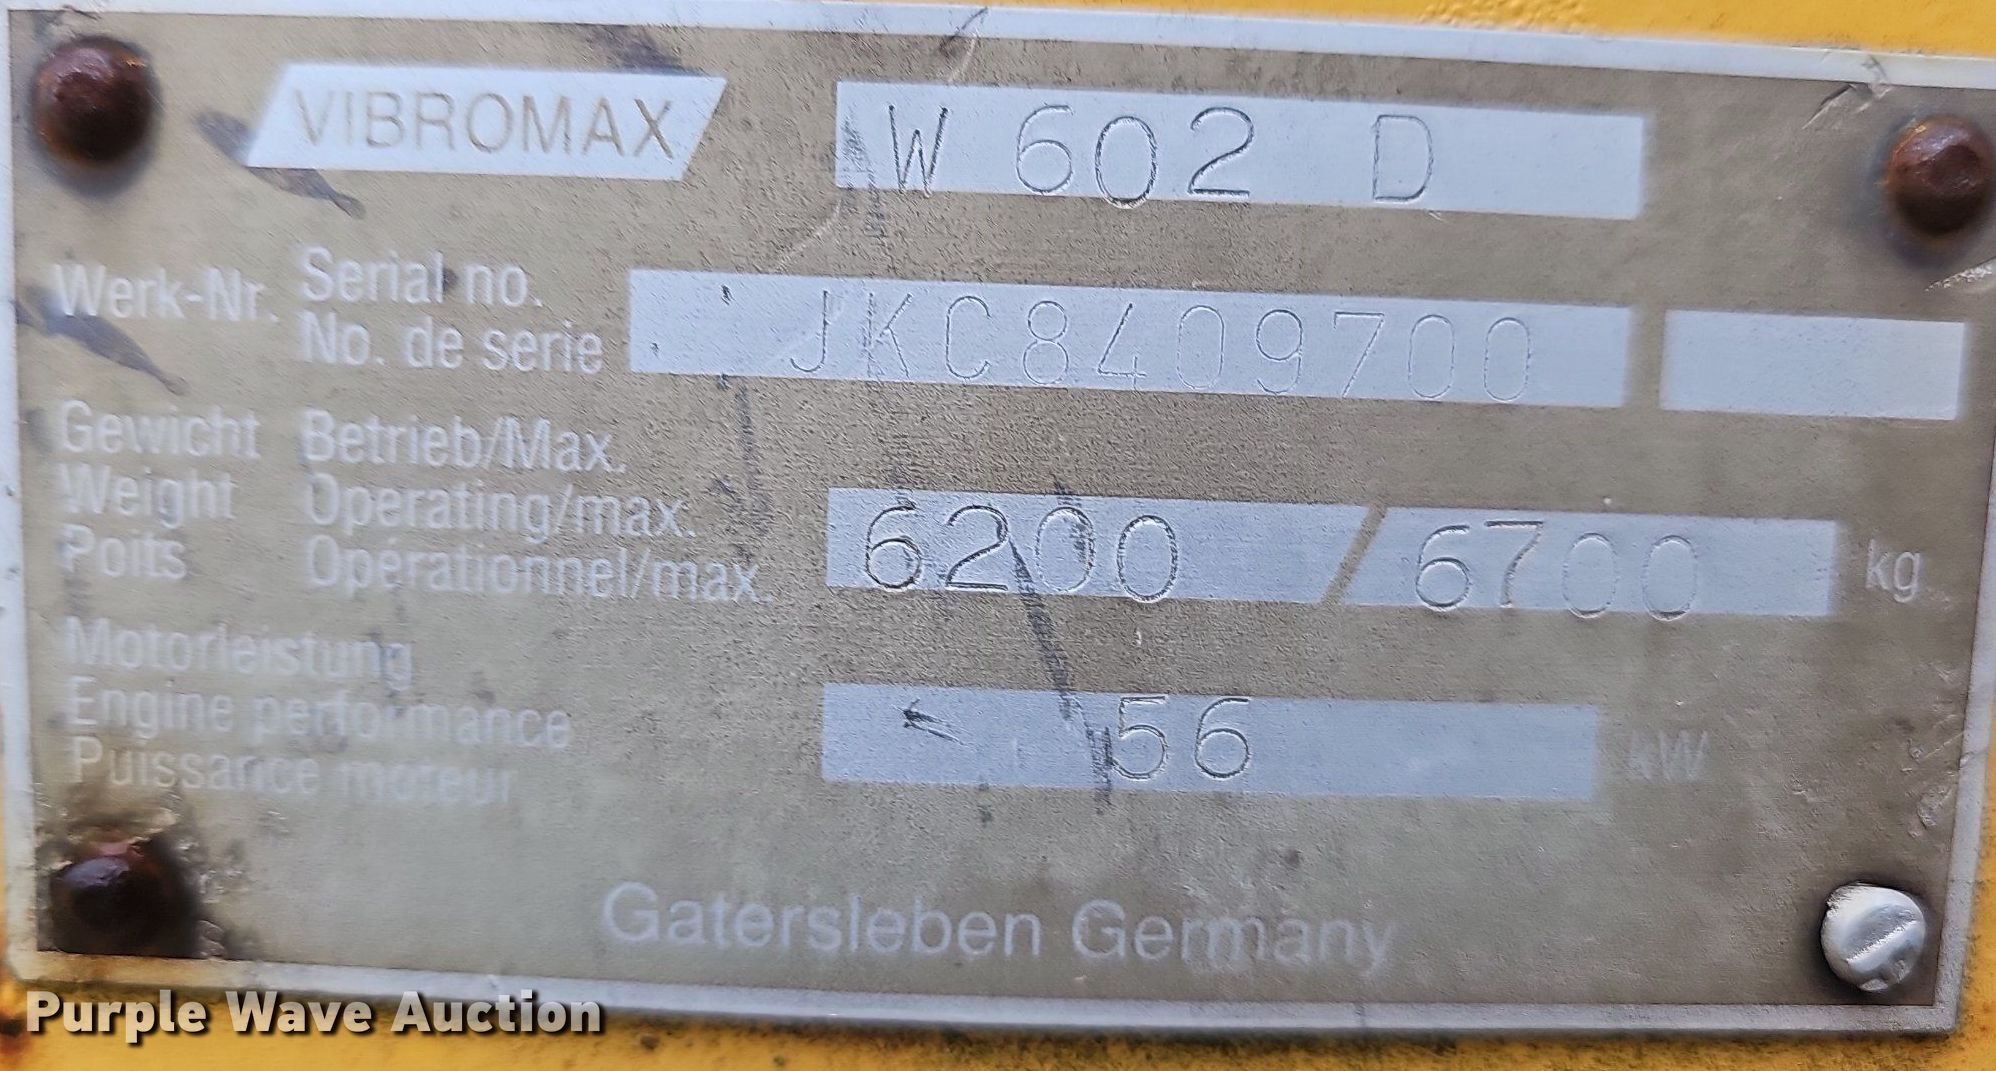 VIBROMAX W 602 D
Werk-Nr. Serial no.
No. de serie
JKC8409700
Gewicht Betrieb/Max.
Weight Operating/max.
Poits Opérationnel/max.
6200 / 6700 kg
Motorleistung
Engine performance
Puissance moteur
56 kW
Gatersleben Germany
Purple Wave Auction